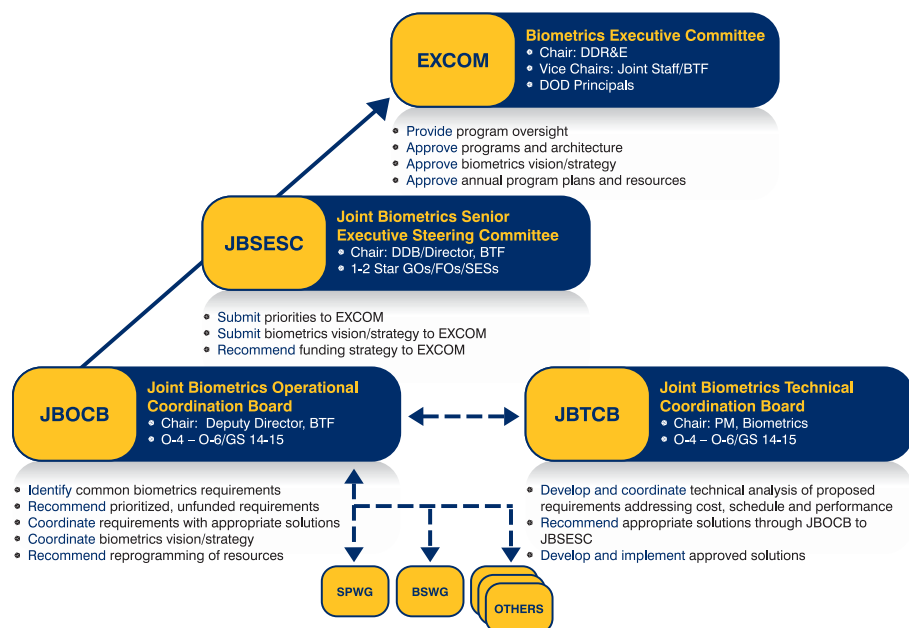 EXCOM
Biometrics Executive Committee
Chair: DDR&E
Vice Chairs: Joint Staff/BTF
DOD Principals
Provide program oversight
Approve programs and architecture
Approve biometrics vision/strategy
Approve annual program plans and resources
JBSESC
Joint Biometrics Senior
Executive Steering Committee
Chair: DDB/Director, BTF
1-2 Star GOs/FOs/SESs
Submit priorities to EXCOM
Submit biometrics vision/strategy to EXCOM
Recommend funding strategy to EXCOM
JBOCB
Joint Biometrics Operational
Coordination Board
Chair: Deputy Director, BTF
O-4 – O-6/GS 14-15
Identify common biometrics requirements
Recommend prioritized, unfunded requirements
Coordinate requirements with appropriate solutions
Coordinate biometrics vision/strategy
Recommend reprogramming of resources
JBTCB
Joint Biometrics Technical
Coordination Board
Chair: PM, Biometrics
O-4 – O-6/GS 14-15
Develop and coordinate technical analysis of proposed
requirements addressing cost, schedule and performance
Recommend appropriate solutions through JBOCB to
JBSESC
Develop and implement approved solutions
SPWG
BSWG
OTHERS